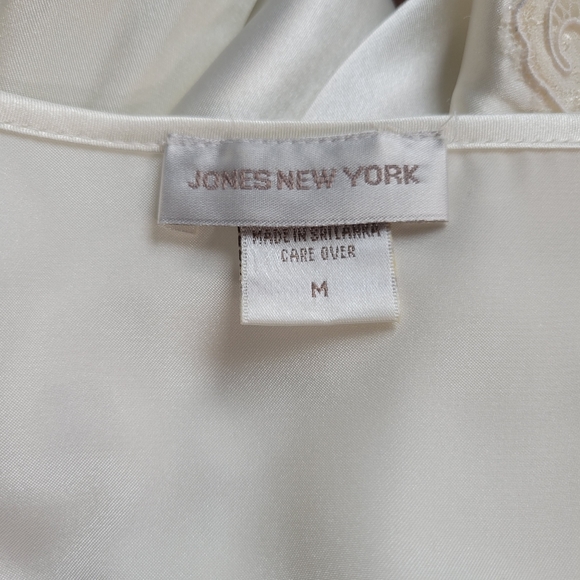 JONES NEW YORK
MADE IN SRI LANKA
CARE OVER
M